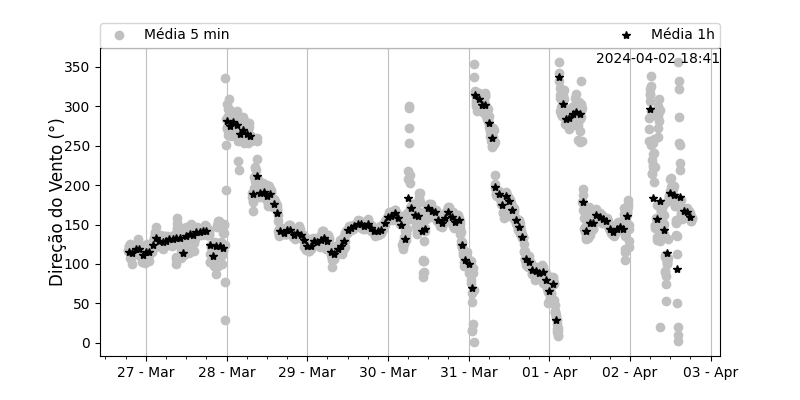 Média 5 min
Média 1h
2024-04-02 18:41
Direção do Vento (°)
350
300
250
200
150
100
50
0
27 - Mar
28 - Mar
29 - Mar
30 - Mar
31 - Mar
01 - Apr
02 - Apr
03 - Apr